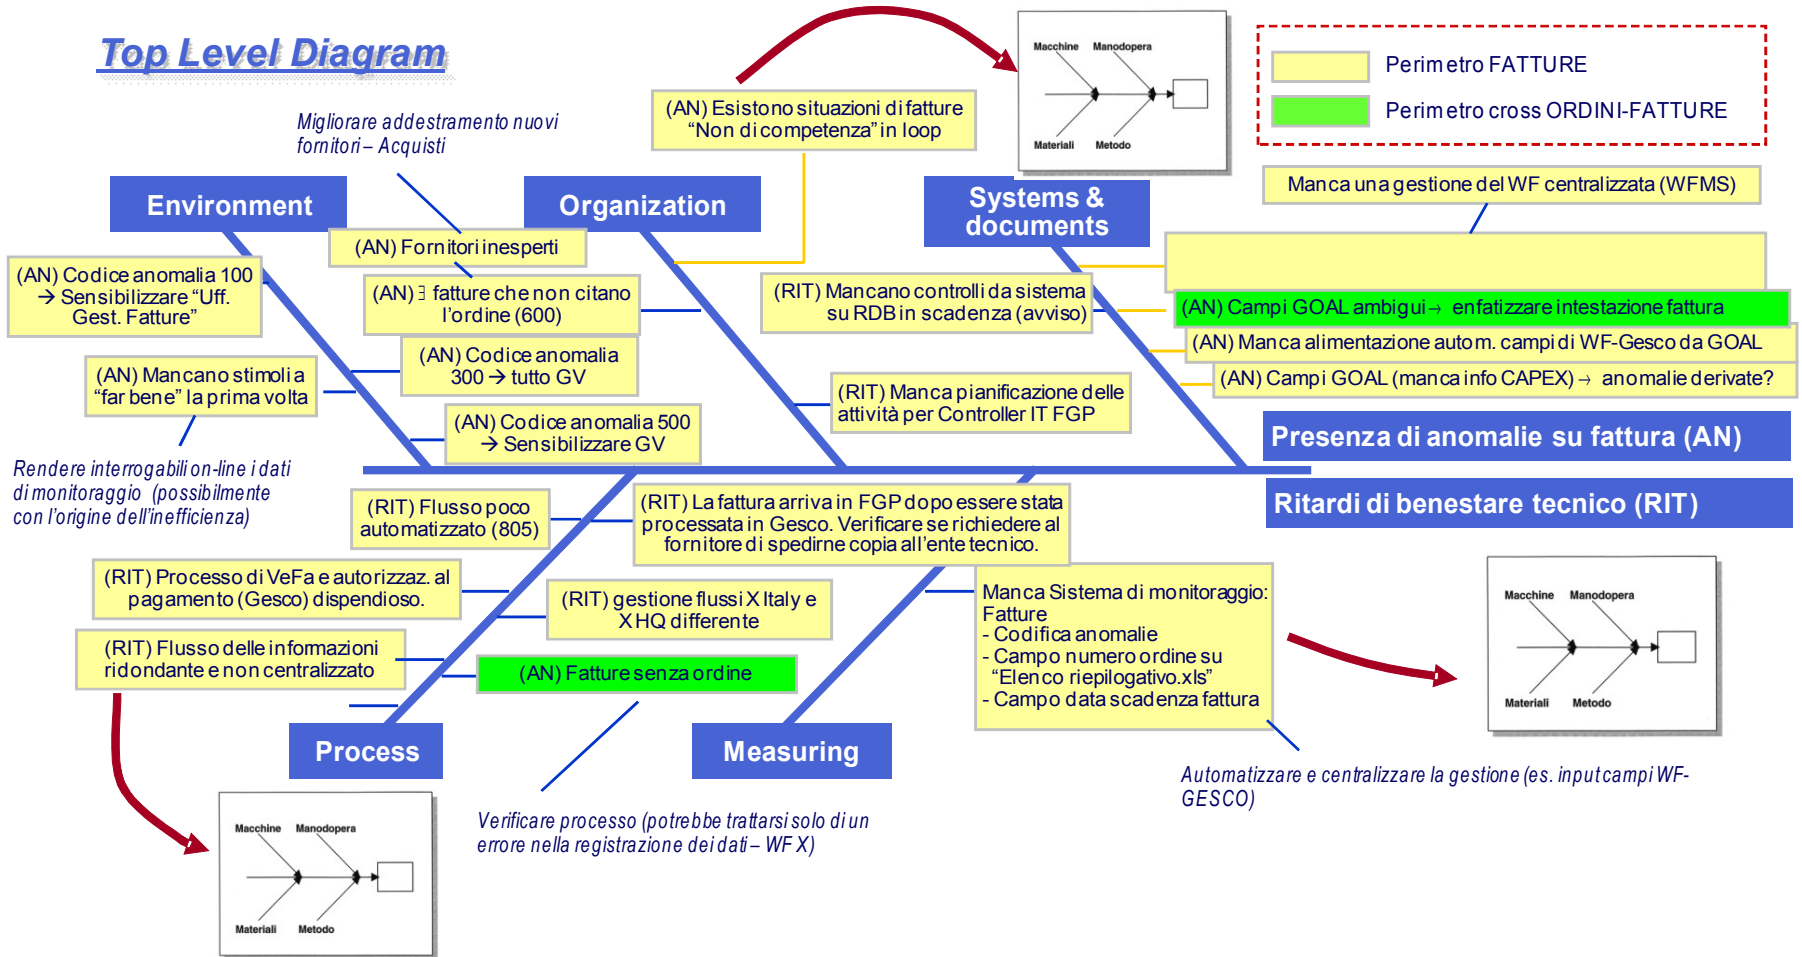 Top Level Diagram
Macchine Manodopera
Materiali Metodo
Perimetro FATTURE
Perimetro cross ORDINI-FATTURE
Migliorare addestramento nuovi
fornitori – Acquisti
(AN) Esistono situazioni di fatture
“Non di competenza” in loop
Manca una gestione del WF centralizzata (WFMS)
Environment
Organization
Systems &
documents
(AN) Fornitori inesperti
(AN) Codice anomalia 100
→ Sensibilizzare “Uff.
Gest. Fatture”
(AN) ∃ fatture che non citano
l’ordine (600)
(RIT) Mancano controlli da sistema
su RDB in scadenza (avviso)
(AN) Campi GOAL ambigui → enfatizzare intestazione fattura
(AN) Manca alimentazione autom. campi di WF-Gesco da GOAL
(AN) Campi GOAL (manca info CAPEX) → anomalie derivate?
(AN) Codice anomalia
300 → tutto GV
(AN) Mancano stimoli a
“far bene” la prima volta
(RIT) Manca pianificazione delle
attività per Controller IT FGP
(AN) Codice anomalia 500
→ Sensibilizzare GV
Presenza di anomalie su fattura (AN)
Ritardi di benestare tecnico (RIT)
Rendere interrogabili on-line i dati
di monitoraggio (possibilmente
con l’origine dell’inefficienza)
(RIT) Flusso poco
automatizzato (805)
(RIT) La fattura arriva in FGP dopo essere stata
processata in Gesco. Verificare se richiedere al
fornitore di spedirne copia all’ente tecnico.
(RIT) Processo di VeFa e autorizzaz. al
pagamento (Gesco) dispendioso.
(RIT) gestione flussi X Italy e
X HQ differente
Manca Sistema di monitoraggio:
Fatture
- Codifica anomalie
- Campo numero ordine su
“Elenco riepilogativo.xls”
- Campo data scadenza fattura
(RIT) Flusso delle informazioni
ridondante e non centralizzato
(AN) Fatture senza ordine
Macchine Manodopera
Materiali Metodo
Process
Measuring
Automatizzare e centralizzare la gestione (es. input campi WF-
GESCO)
Verificare processo (potrebbe trattarsi solo di un
errore nella registrazione dei dati – WF X)
Macchine Manodopera
Materiali Metodo